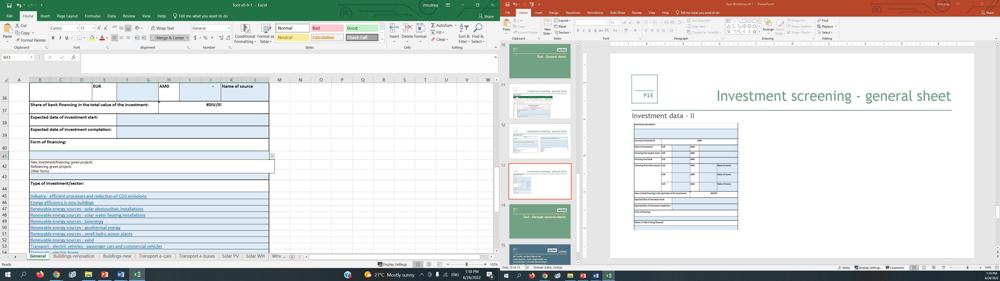 Tool v0-9-1 - Excel
miodrag
File Home Insert Page Layout Formulas Data Review View Help Tell me what you want to do
Share
Paste
Cut
Copy
Format Painter
Clipboard
Calibri 11
B I U
Font
Wrap Text
Merge & Center
Alignment
General
$ % ,
Number
Conditional Formatting
Format as Table
Normal Bad Good
Neutral Calculation Check Cell
Styles
Insert Delete Format
Cells
AutoSum
Fill
Clear
Sort & Filter
Find & Select
Editing
B41
fx
A B C D E F G H I J K L M N O P Q R S T U V W
36 EUR AMD - Name of source
37 Share of bank financing in the total value of the investment: #DIV/0!
38 Expected date of investment start:
39 Expected date of investment completion:
40 Form of financing:
41
New investment/financing green projects
42 Refinancing green projects
Other forms
43
44 Type of investment/sector:
45 Industry - efficient processes and reduction of CO2 emissions
46 Energy efficiency in new buildings
47 Renewable energy sources - solar photovoltaic installations
48 Renewable energy sources - solar water heating installations
49 Renewable energy sources - bioenergy
50 Renewable energy sources - geothermal energy
51 Renewable energy sources - small hydro power plants
52 Renewable energy sources - wind
53 Transport - electric vehicles - passenger cars and commercial vehicles
54 Transport - electric buses
General Buildings-renovation Buildings-new Transport e-cars Transport e-buses Solar PV Solar WH Winc ...
Ready
Display Settings
100%
27°C Mostly sunny
ENG
1:18 PM
6/26/2022
4
Tool Workshop v0-1 - PowerPoint
miodrag
File Home Insert Design Transitions Animations Slide Show Review View Help Tell me what you want to do
Share
Paste
Cut
Copy
Format Painter
Clipboard
New Slide
Layout
Reset
Section
Slides
14
B I U S abc AV Aa A
Font
Text Direction
Align Text
Convert to SmartArt
Paragraph
Arrange
Quick Styles
Shape Fill
Shape Outline
Shape Effects
Drawing
Find
Replace
Select
Editing
10
DAI
Tool - General sheet
11
Investment screening - general sheet
12
Investment screening - general sheet
13
Investment screening - general sheet
14
DAI
Tool - through sectoral sheets
15
DAI Contact
P13
Investment screening - general sheet
Investment data - II
Investment description:
Currency of investment AMD
Value of investment: EUR AMD -
Financing from project owner EUR AMD -
Financing from bank EUR AMD -
Financing from other sources: EUR AMD - Name of source
EUR AMD - Name of source
EUR AMD - Name of source
Share of bank financing in the total value of the investment: #DIV/0!
Expected date of investment start:
Expected date of investment completion:
Form of financing:
Nature of what is being financed:
Slide 13 of 15
Serbian (Latin, Serbia)
Notes
Display Settings
Comments
146%
1:18 PM
6/26/2022